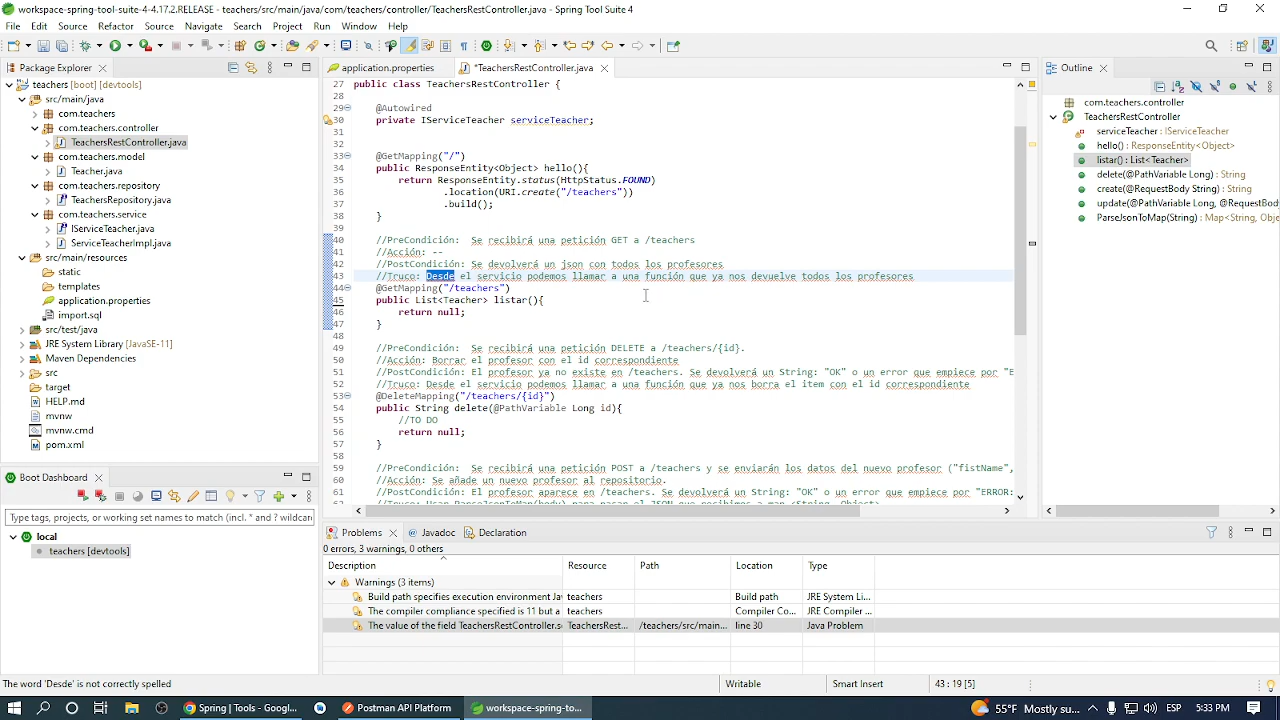 workspace-spring-tool-suite-4-4.17.2.RELEASE - teachers/src/main/java/com/teachers/controller/TeachersRestController.java - Spring Tool Suite 4
File Edit Source Refactor Source Navigate Search Project Run Window Help
Package Explorer
teachers [boot] [devtools]
src/main/java
com.teachers
com.teachers.controller
TeachersRestController.java
com.teachers.model
Teacher.java
com.teachers.repository
TeachersRepository.java
com.teachers.service
IServiceTeacher.java
ServiceTeacherImpl.java
src/main/resources
static
templates
application.properties
import.sql
src/test/java
JRE System Library [JavaSE-11]
Maven Dependencies
src
target
HELP.md
mvnw
mvnw.cmd
pom.xml
Boot Dashboard
Type tags, projects, or working set names to match (incl. * and ? wildcar
local
teachers [devtools]
application.properties
*TeachersRestController.java
27 public class TeachersRestController {
28
29 @Autowired
30 private IServiceTeacher serviceTeacher;
31
32
33 @GetMapping("/")
34 public ResponseEntity<Object> hello(){
35 return ResponseEntity.status(HttpStatus.FOUND)
36 .location(URI.create("/teachers"))
37 .build();
38 }
39
40 //PreCondición: Se recibirá una petición GET a /teachers
41 //Acción: --
42 //PostCondición: Se devolverá un json con todos los profesores
43 //Truco: Desde el servicio podemos llamar a una función que ya nos devuelve todos los profesores
44 @GetMapping("/teachers")
45 public List<Teacher> listar(){
46 return null;
47 }
48
49 //PreCondición: Se recibirá una petición DELETE a /teachers/{id}.
50 //Acción: Borrar el profesor con el id correspondiente
51 //PostCondición: El profesor ya no existe en /teachers. Se devolverá un String: "OK" o un error que empiece por "E
52 //Truco: Desde el servicio podemos llamar a una función que ya nos borra el item con el id correspondiente
53 @DeleteMapping("/teachers/{id}")
54 public String delete(@PathVariable Long id){
55 //TO DO
56 return null;
57 }
58
59 //PreCondición: Se recibirá una petición POST a /teachers y se enviarán los datos del nuevo profesor ("fistName",
60 //Acción: Se añade un nuevo profesor al repositorio.
61 //PostCondición: El profesor aparece en /teachers. Se devolverá un String: "OK" o un error que empiece por "ERROR:
Outline
com.teachers.controller
TeachersRestController
serviceTeacher : IServiceTeacher
hello() : ResponseEntity<Object>
listar() : List<Teacher>
delete(@PathVariable Long) : String
create(@RequestBody String) : String
update(@PathVariable Long, @RequestBody
ParseJsonToMap(String) : Map<String, Obje
Problems Javadoc Declaration
0 errors, 3 warnings, 0 others
Description Resource Path Location Type
Warnings (3 items)
Build path specifies execution environment Jav teachers Build path JRE System Li...
The compiler compliance specified is 11 but a teachers Compiler Co... JRE Compiler ...
The value of the field TeachersRestController.se TeachersRest... /teachers/src/main... line 30 Java Problem
The word 'Desde' is not correctly spelled
Writable Smart Insert 43 : 19 [5]
Spring | Tools - Googl...
Postman API Platform
workspace-spring-to...
55°F Mostly su... ESP 5:33 PM